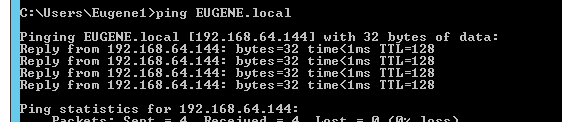 C:\Users\Eugene1>ping EUGENE.local
Pinging EUGENE.local [192.168.64.144] with 32 bytes of data:
Reply from 192.168.64.144: bytes=32 time<1ms TTL=128
Reply from 192.168.64.144: bytes=32 time<1ms TTL=128
Reply from 192.168.64.144: bytes=32 time<1ms TTL=128
Reply from 192.168.64.144: bytes=32 time<1ms TTL=128
Ping statistics for 192.168.64.144:
Packets: Sent = 4, Received = 4, Lost = 0 (0% loss)